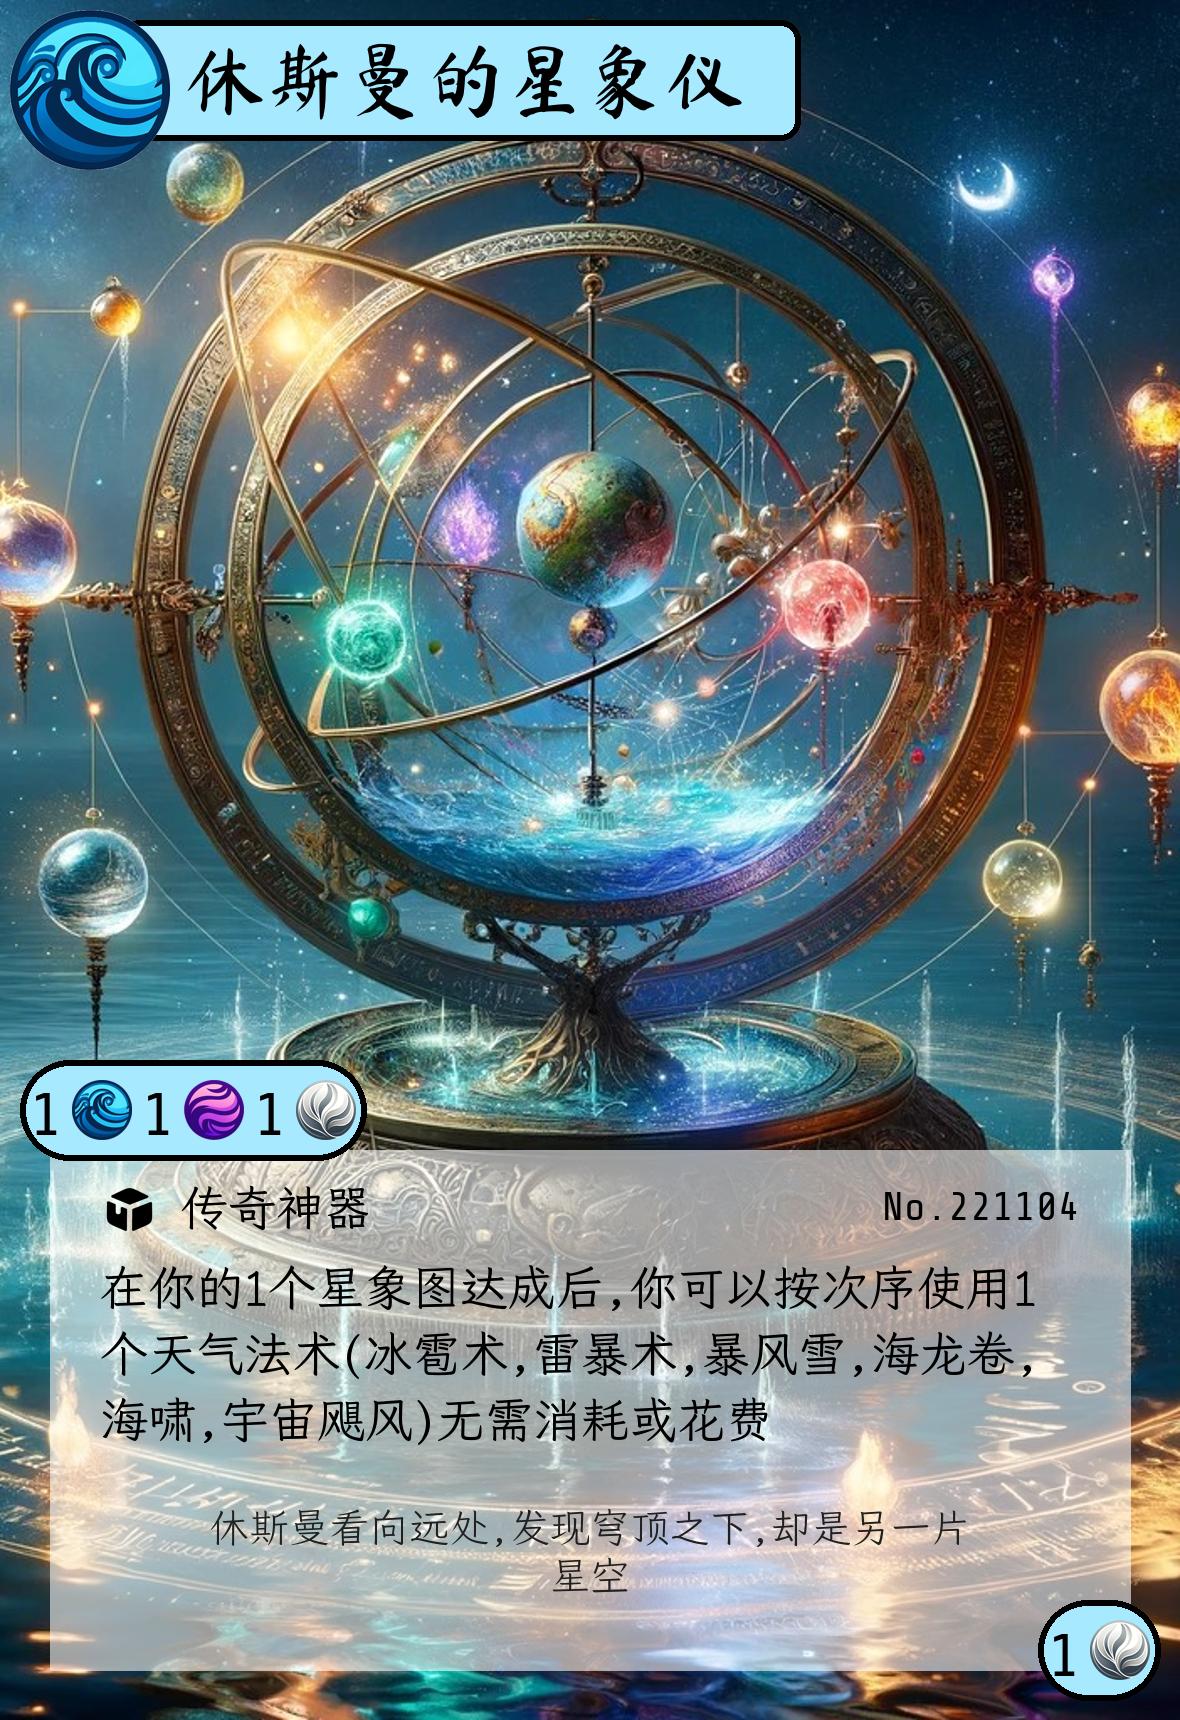 休斯曼的星象仪
1 1 1
传奇神器 No.221104
在你的1个星象图达成后,你可以按次序使用1
个天气法术(冰雹术,雷暴术,暴风雪,海龙卷,
海啸,宇宙飓风)无需消耗或花费
休斯曼看向远处,发现穹顶之下,却是另一片
星空
1